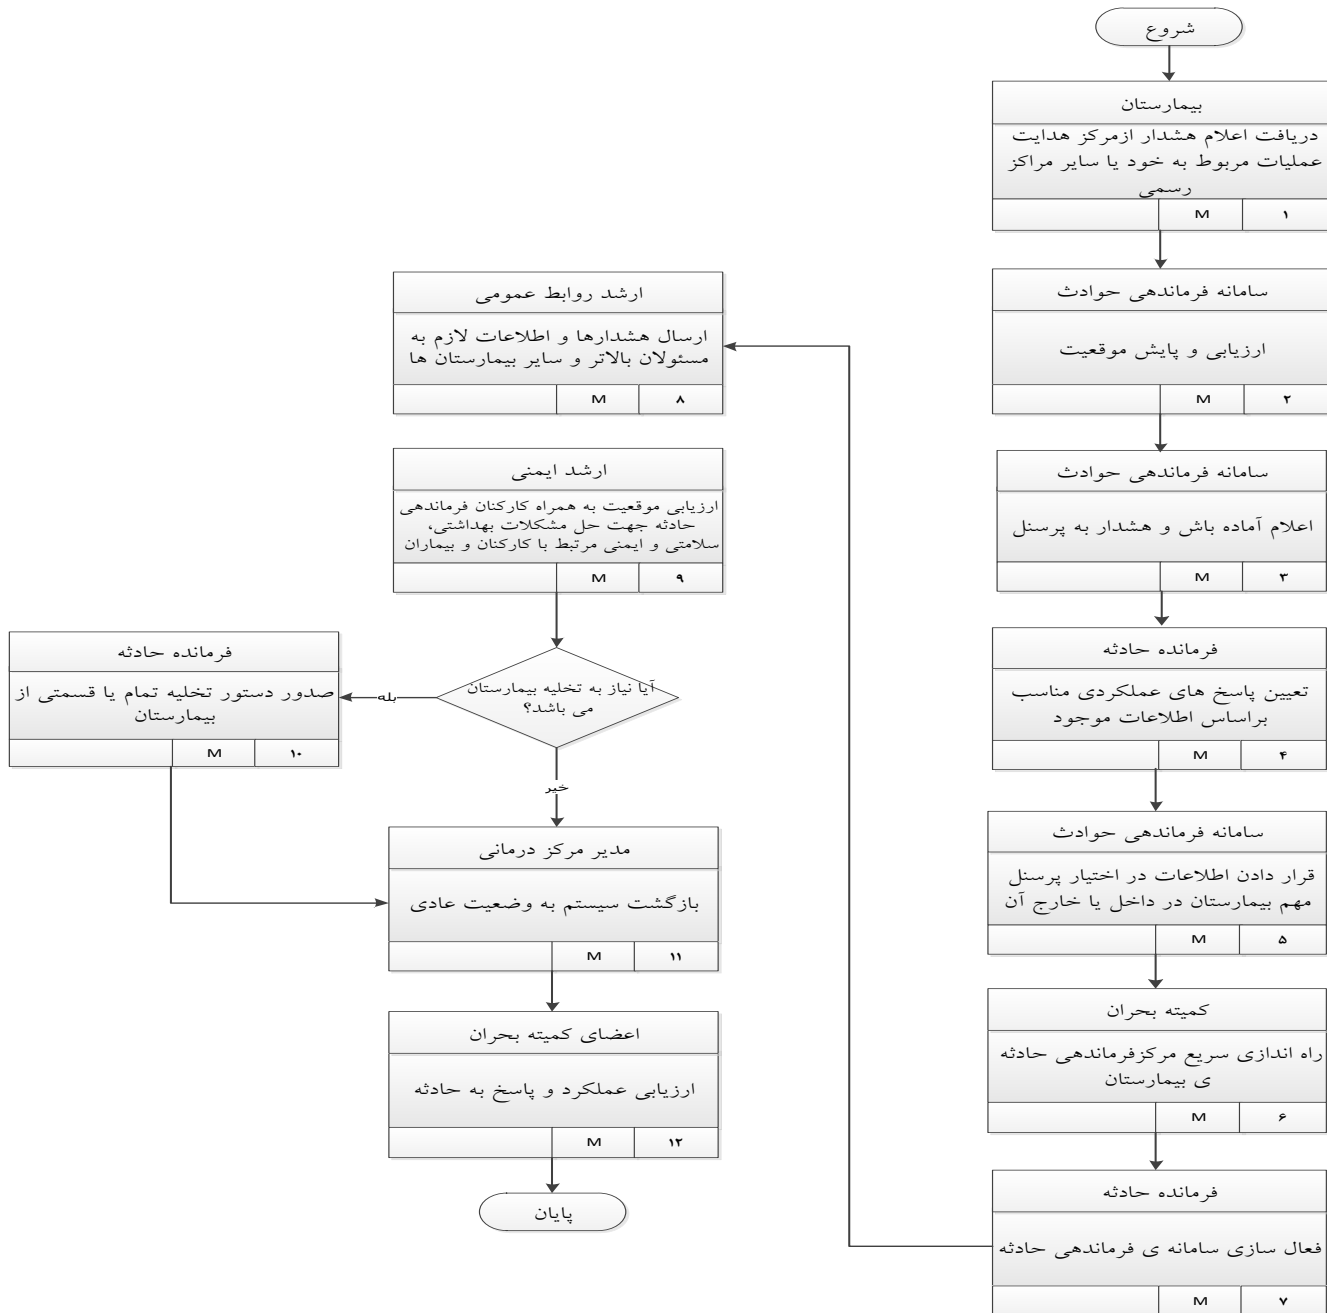 شروع
بیمارستان
دریافت اعلام هشدار ازمرکز هدایت
عملیات مربوط به خود یا سایر مراکز
رسمی
M
۱
سامانه فرماندهی حوادث
ارزیابی و پایش موقعیت
M
۲
سامانه فرماندهی حوادث
اعلام آماده باش و هشدار به پرسنل
M
۳
فرمانده حادثه
تعیین پاسخ های عملکردی مناسب
براساس اطلاعات موجود
M
۴
سامانه فرماندهی حوادث
قرار دادن اطلاعات در اختیار پرسنل
مهم بیمارستان در داخل یا خارج آن
M
۵
کمیته بحران
راه اندازی سریع مرکزفرماندهی حادثه
ی بیمارستان
M
۶
فرمانده حادثه
فعال سازی سامانه ی فرماندهی حادثه
M
۷
ارشد روابط عمومی
ارسال هشدارها و اطلاعات لازم به
مسئولان بالاتر و سایر بیمارستان ها
M
۸
ارشد ایمنی
ارزیابی موقعیت به همراه کارکنان فرماندهی
حادثه جهت حل مشکلات بهداشتی،
سلامتی و ایمنی مرتبط با کارکنان و بیماران
M
۹
آیا نیاز به تخلیه بیمارستان
می باشد؟
بله
فرمانده حادثه
صدور دستور تخلیه تمام یا قسمتی از
بیمارستان
M
۱۰
خیر
مدیر مرکز درمانی
بازگشت سیستم به وضعیت عادی
M
۱۱
اعضای کمیته بحران
ارزیابی عملکرد و پاسخ به حادثه
M
۱۲
پایان